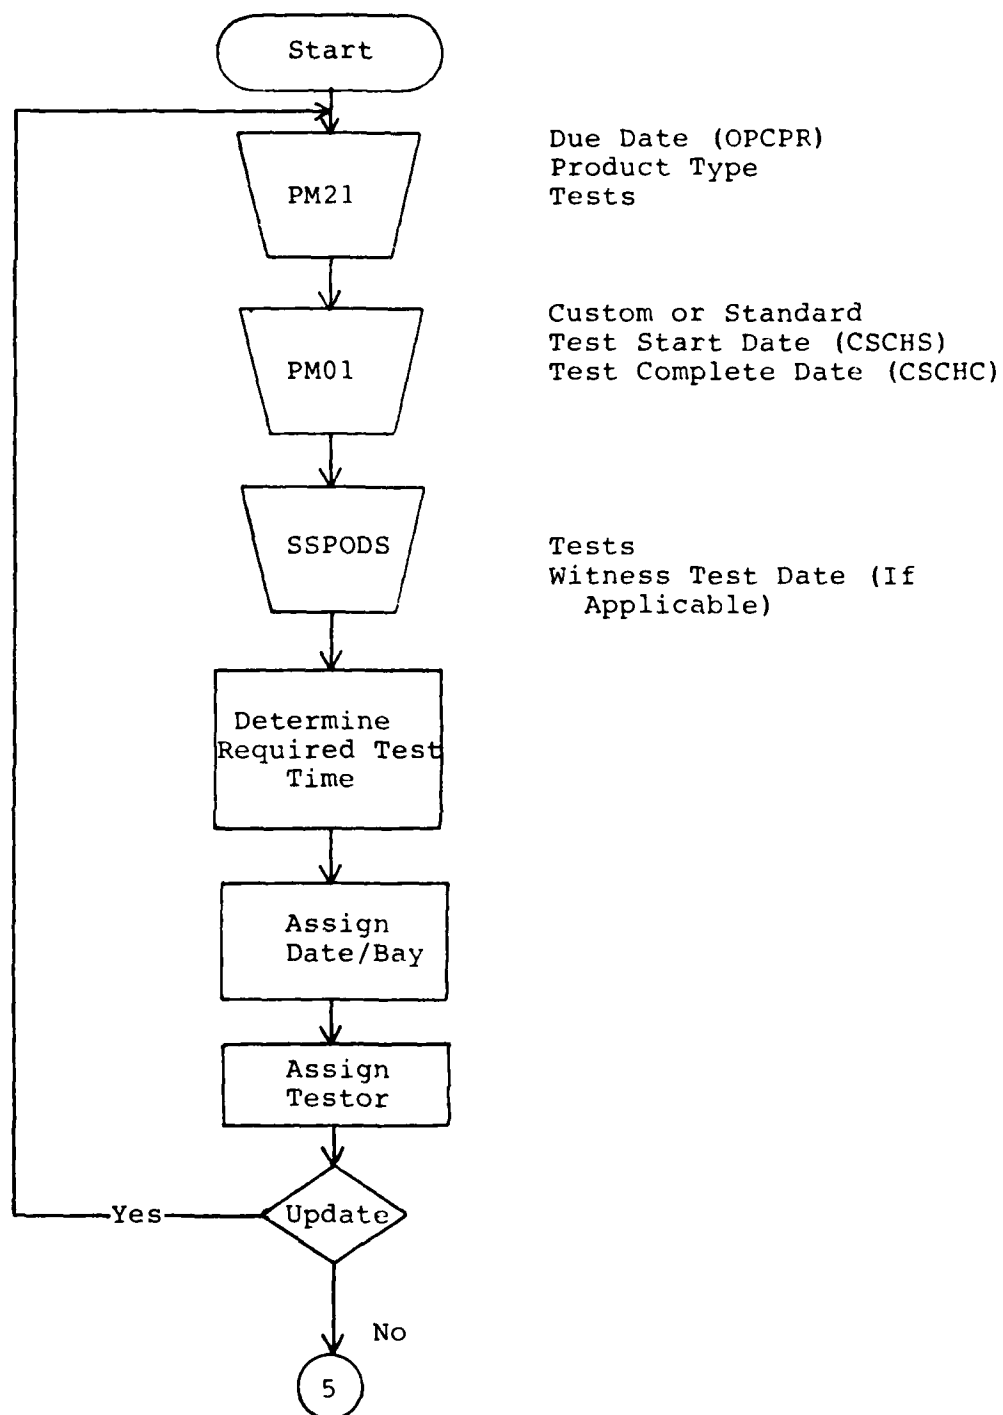 Start
PM21
Due Date (OPCPR)
Product Type
Tests
PM01
Custom or Standard
Test Start Date (CSCHS)
Test Complete Date (CSCHC)
SSPODS
Tests
Witness Test Date (If
Applicable)
Determine
Required Test
Time
Assign
Date/Bay
Assign
Testor
Yes
Update
No
5